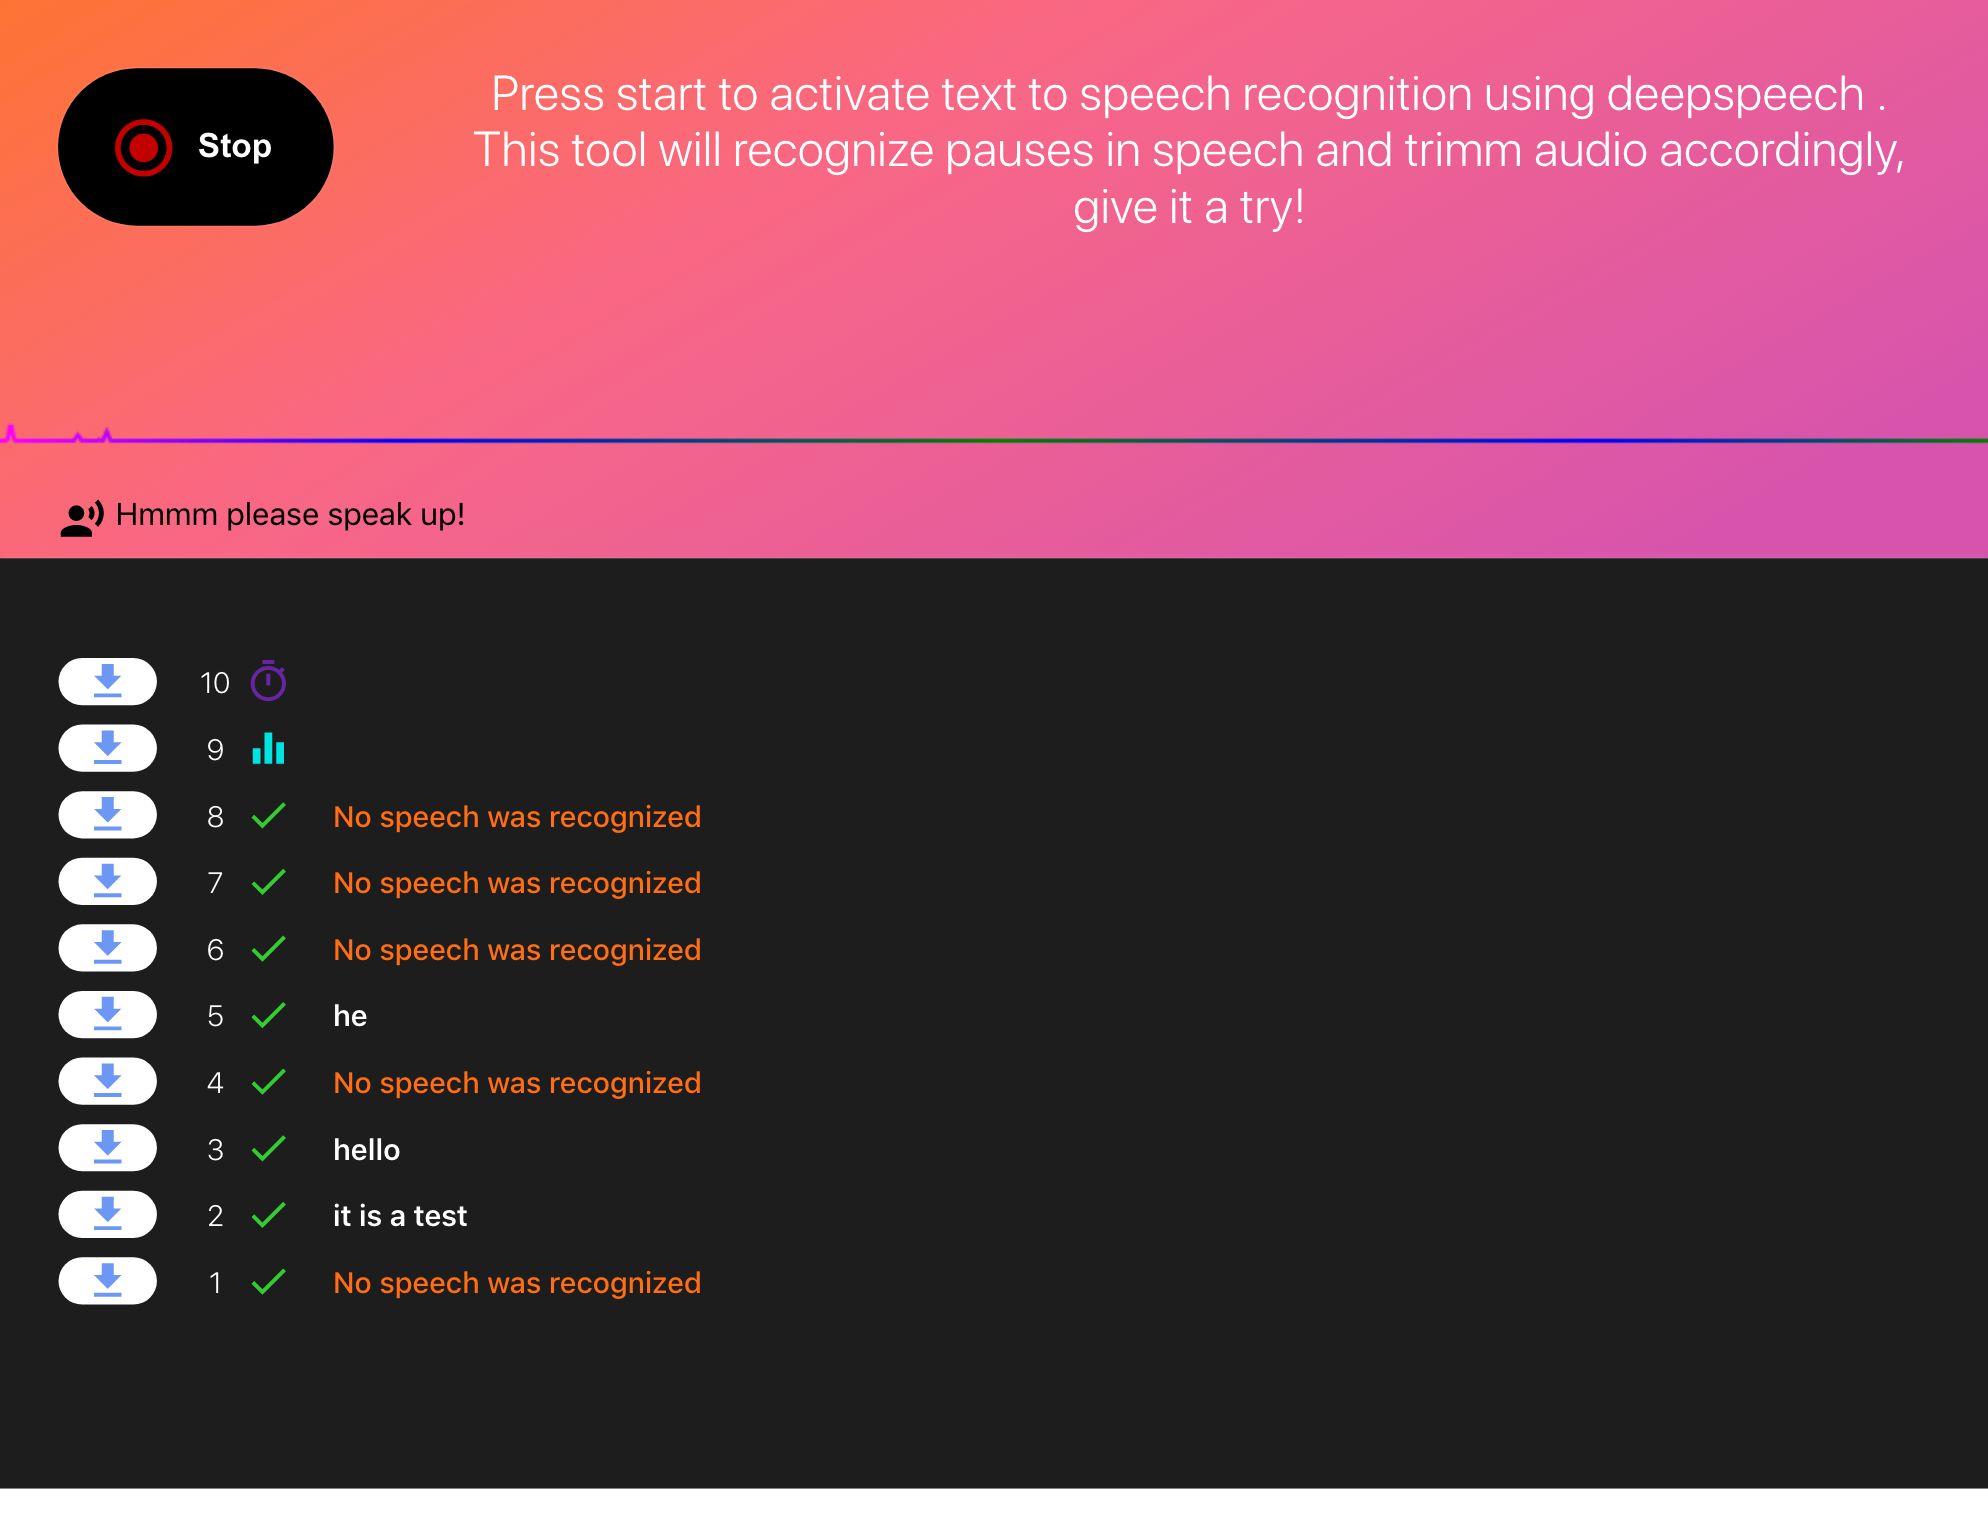 Stop
Press start to activate text to speech recognition using deepspeech .
This tool will recognize pauses in speech and trimm audio accordingly,
give it a try!
Hmmm please speak up!
10
9
8 No speech was recognized
7 No speech was recognized
6 No speech was recognized
5 he
4 No speech was recognized
3 hello
2 it is a test
1 No speech was recognized